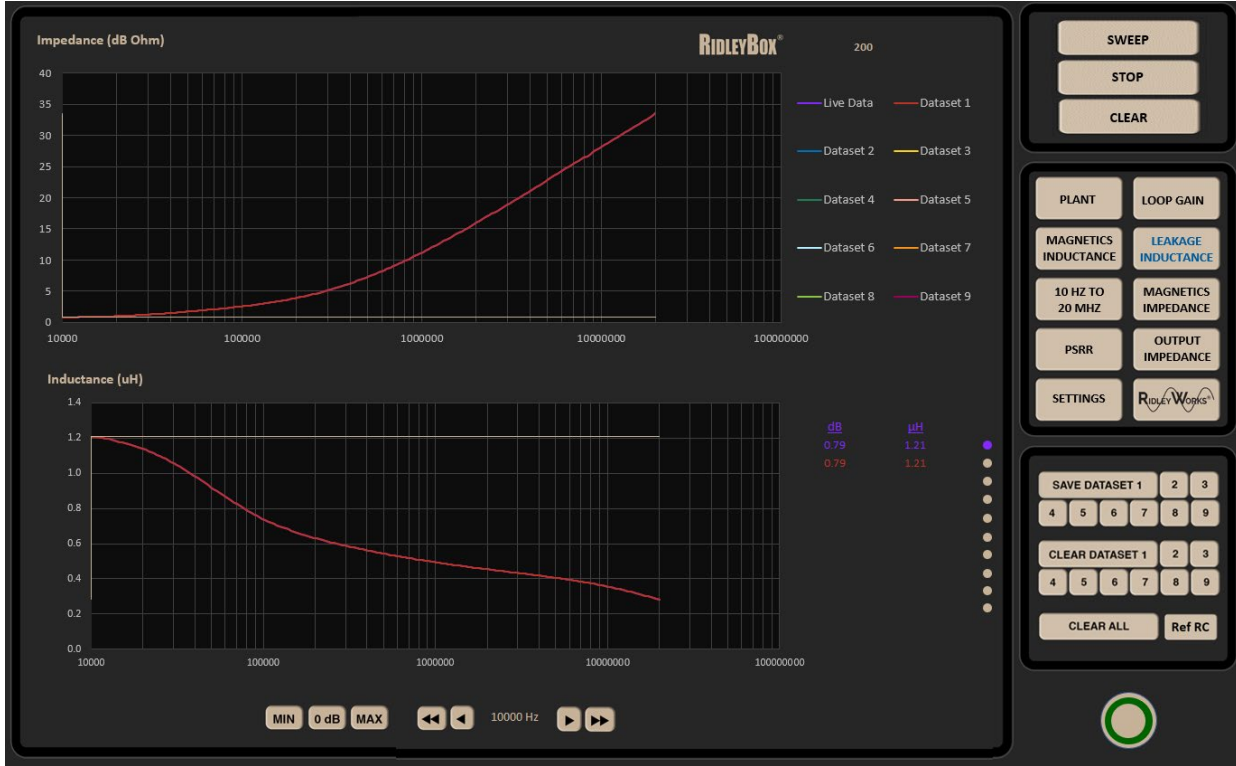 Impedance (dB Ohm)
RIDLEYBOX®
200
40
35
30
25
20
15
10
5
0
10000 100000 1000000 10000000 100000000
Live Data Dataset 1
Dataset 2 Dataset 3
Dataset 4 Dataset 5
Dataset 6 Dataset 7
Dataset 8 Dataset 9
Inductance (uH)
1.4
1.2
1.0
0.8
0.6
0.4
0.2
0.0
10000 100000 1000000 10000000 100000000
dB µH
0.79 1.21
0.79 1.21
MIN 0 dB MAX 10000 Hz
SWEEP
STOP
CLEAR
PLANT LOOP GAIN
MAGNETICS INDUCTANCE
LEAKAGE INDUCTANCE
10 HZ TO 20 MHZ
MAGNETICS IMPEDANCE
PSRR
OUTPUT IMPEDANCE
SETTINGS RIDLEYWORKS®
SAVE DATASET 1 2 3
4 5 6 7 8 9
CLEAR DATASET 1 2 3
4 5 6 7 8 9
CLEAR ALL Ref RC